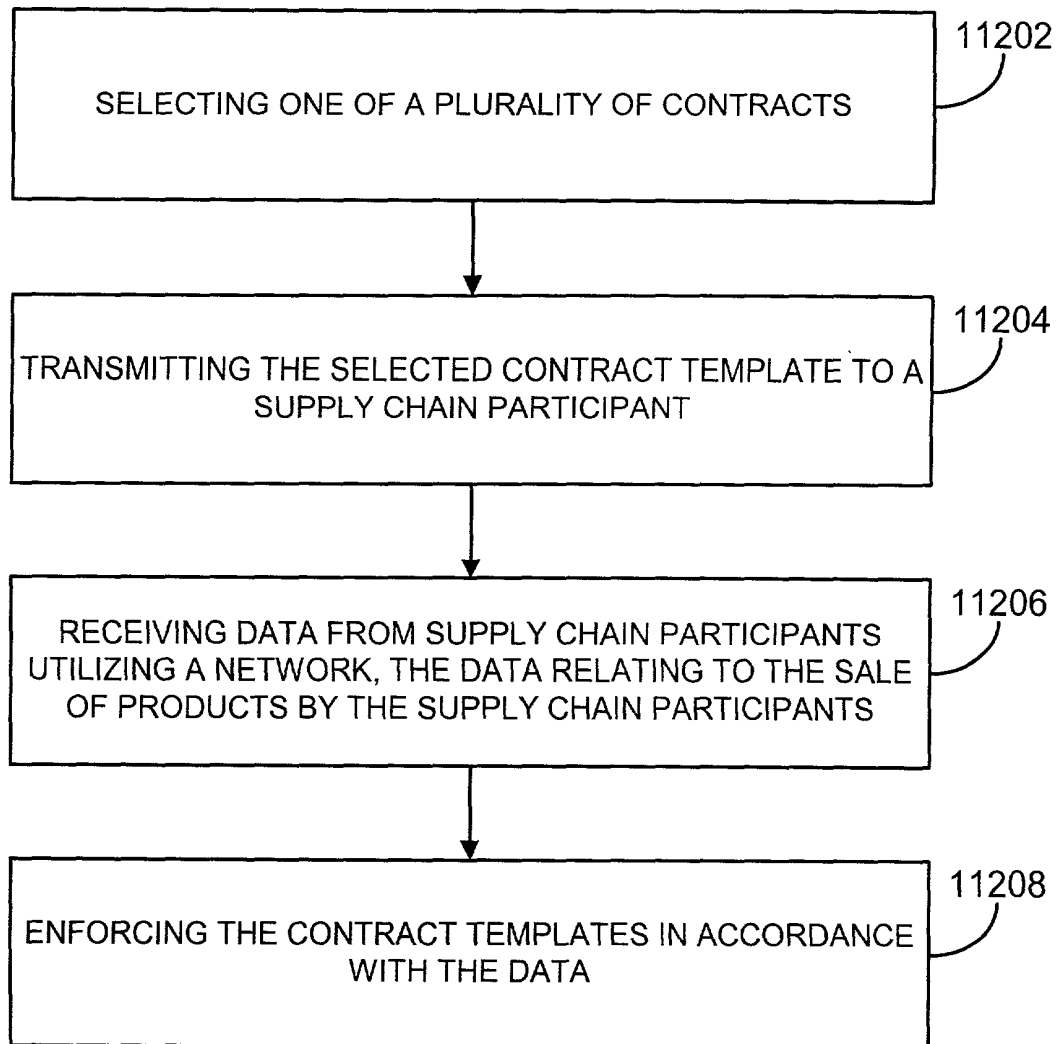 11202
SELECTING ONE OF A PLURALITY OF CONTRACTS
11204
TRANSMITTING THE SELECTED CONTRACT TEMPLATE TO A
SUPPLY CHAIN PARTICIPANT
11206
RECEIVING DATA FROM SUPPLY CHAIN PARTICIPANTS
UTILIZING A NETWORK, THE DATA RELATING TO THE SALE
OF PRODUCTS BY THE SUPPLY CHAIN PARTICIPANTS
11208
ENFORCING THE CONTRACT TEMPLATES IN ACCORDANCE
WITH THE DATA